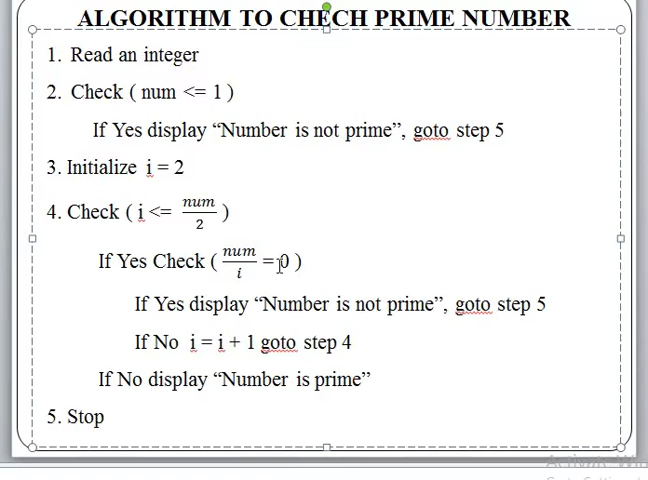 ALGORITHM TO CHECH PRIME NUMBER
1. Read an integer
2. Check ( num <= 1 )
If Yes display “Number is not prime”, goto step 5
3. Initialize i = 2
4. Check ( i <= num/2 )
If Yes Check ( num/i = 0 )
If Yes display “Number is not prime”, goto step 5
If No i = i + 1 goto step 4
If No display “Number is prime”
5. Stop